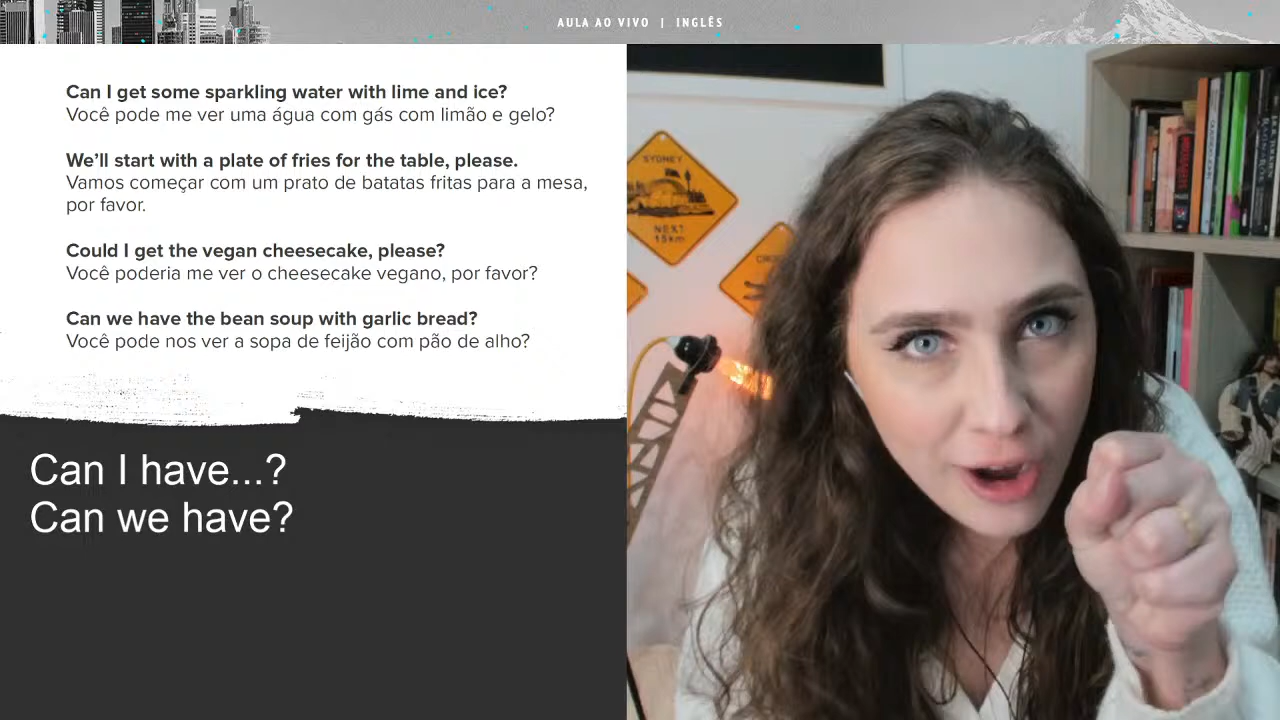 AULA AO VIVO | INGLÊS
Can I get some sparkling water with lime and ice?
Você pode me ver uma água com gás com limão e gelo?
We'll start with a plate of fries for the table, please.
Vamos começar com um prato de batatas fritas para a mesa,
por favor.
Could I get the vegan cheesecake, please?
Você poderia me ver o cheesecake vegano, por favor?
Can we have the bean soup with garlic bread?
Você pode nos ver a sopa de feijão com pão de alho?
Can I have...?
Can we have?
SYDNEY
NEXT
15km